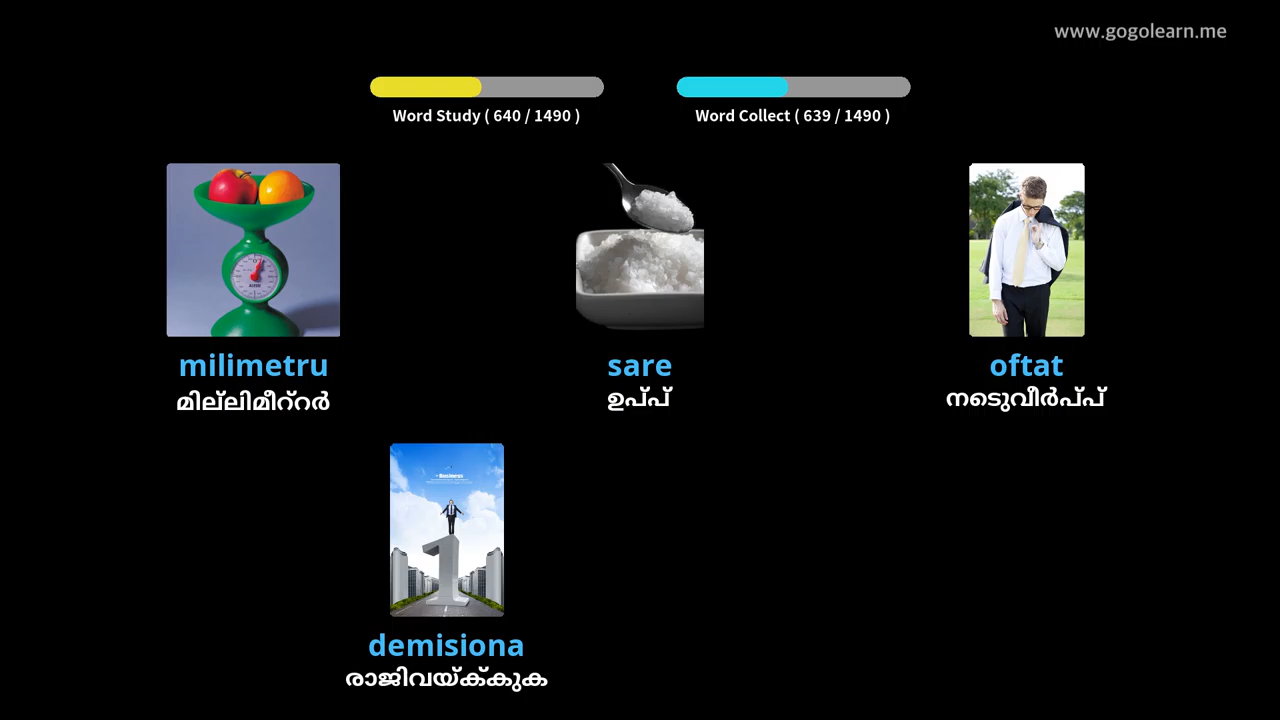 www.gogolearn.me
Word Study ( 640 / 1490 )
Word Collect ( 639 / 1490 )
milimetru
മില്ലിമീറ്റർ
sare
ഉപ്പ്
oftat
നെടുവീർപ്പ്
demisiona
രാജിവയ്ക്കുക